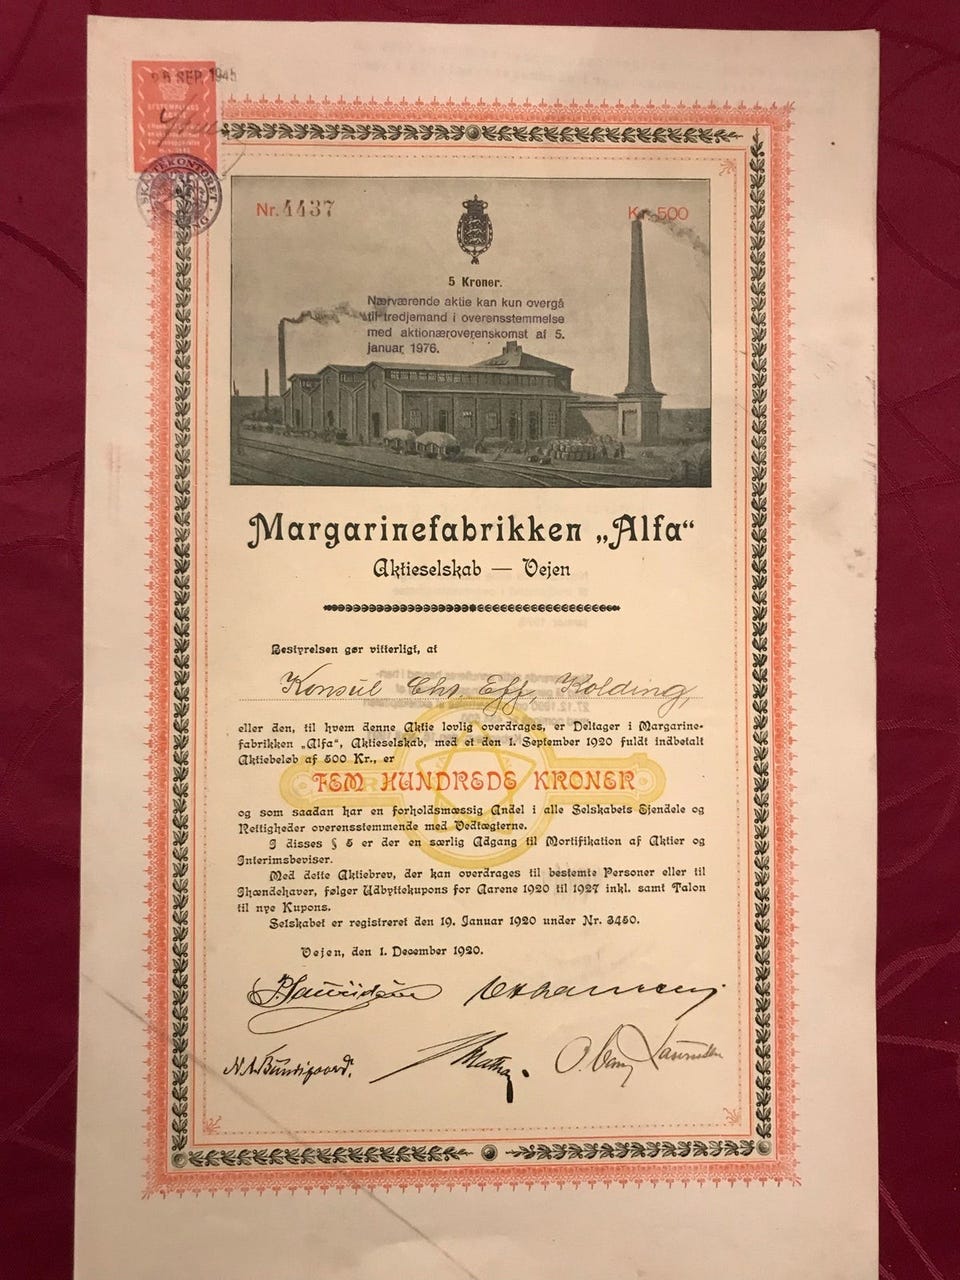 25 SEP. 1945
Nr. 4437
Kr. 500
5 Kroner.
Nærværende aktie kan kun overgå
til tredjemand i overensstemmelse
med aktionæroverenskomst af 5.
januar 1976.
Margarinefabrikken „Alfa“
Aktieselskab — Vejen
Bestyrelsen gør vitterligt, at
Konsul Chr. Eff, Kolding,
eller den, til hvem denne Aktie lovlig overdrages, er Deltager i Margarine-
fabrikken „Alfa“, Aktieselskab, med et den 1. September 1920 fuldt indbetalt
Aktiebeløb af 500 Kr., er
FEM HUNDREDE KRONER
og som saadan har en forholdsmæssig Andel i alle Selskabets Ejendele og
Rettigheder overensstemmende med Vedtægterne.
I disses § 5 er der en særlig Adgang til Mortifikation af Aktier og
Interimsbeviser.
Med dette Aktiebrev, der kan overdrages til bestemte Personer eller til
Ihændehaver, følger Udbyttekupons for Aarene 1920 til 1927 inkl. samt Talon
til nye Kupons.
Selskabet er registreret den 19. Januar 1920 under Nr. 3450.
Vejen, den 1. December 1920.